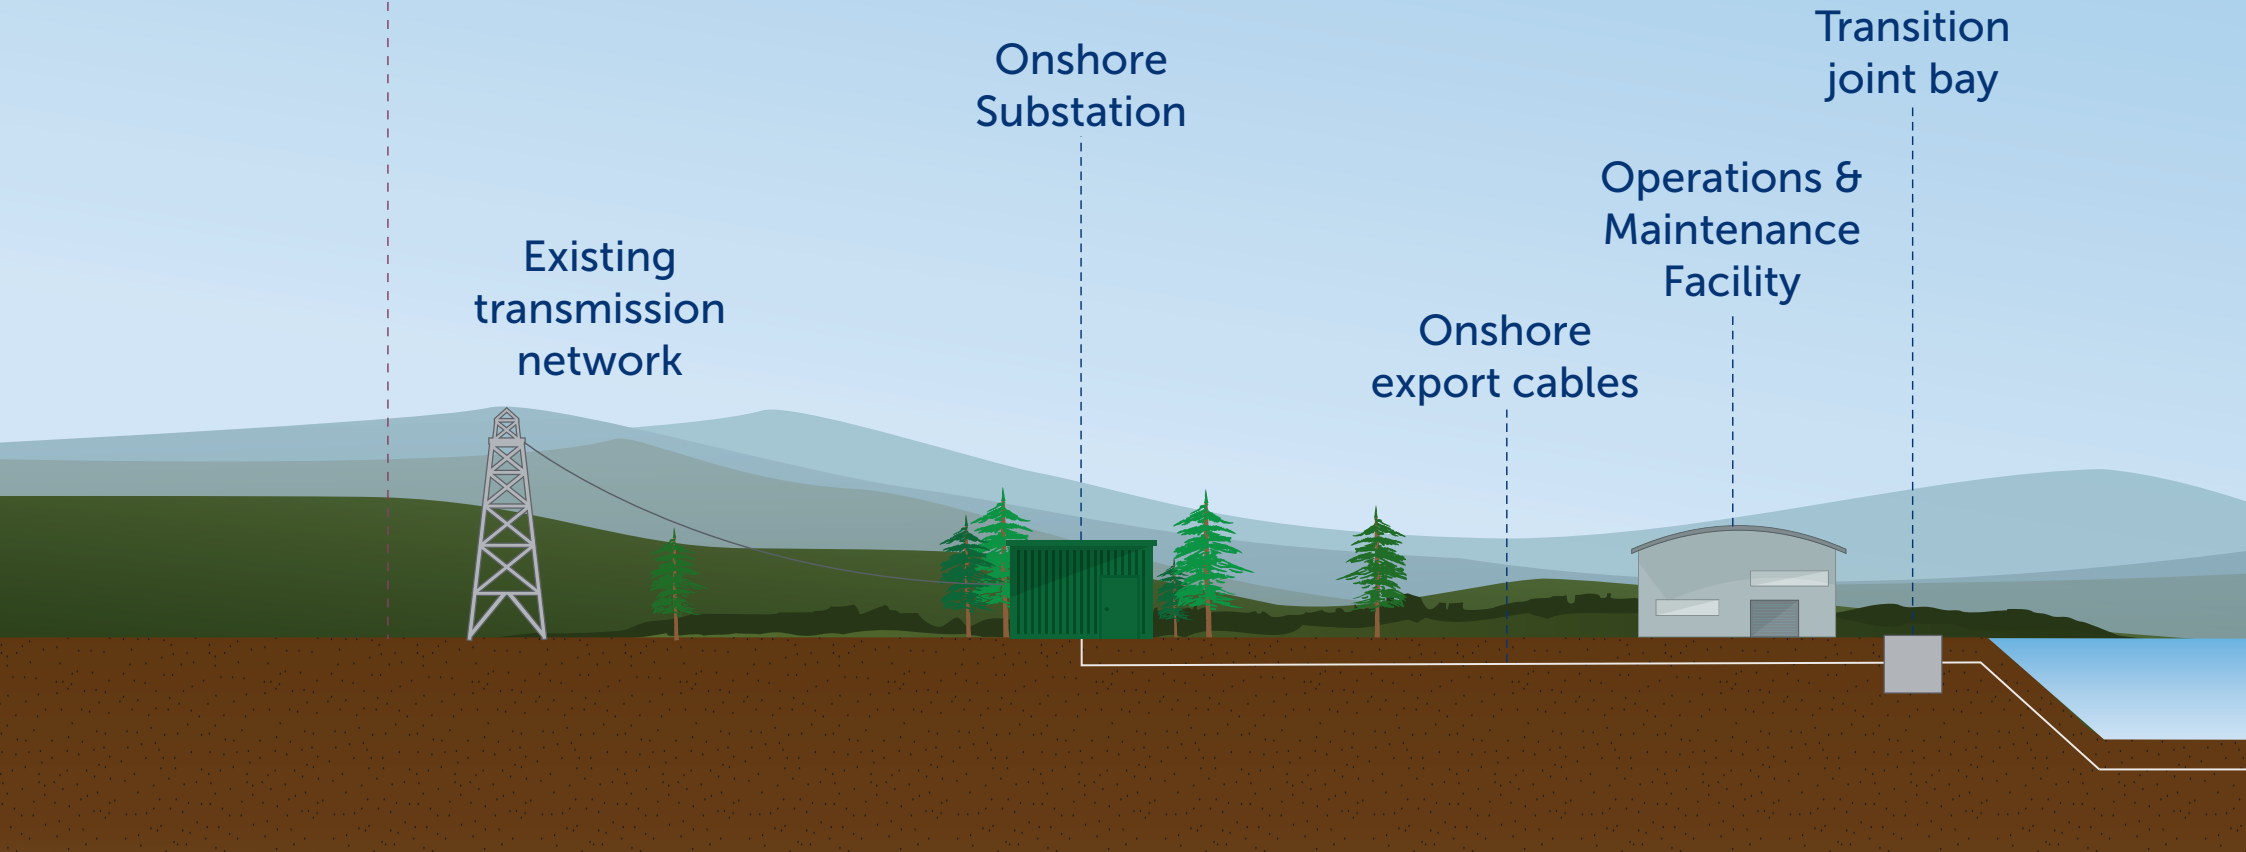 Existing
transmission
network
Onshore
Substation
Onshore
export cables
Operations &
Maintenance
Facility
Transition
joint bay